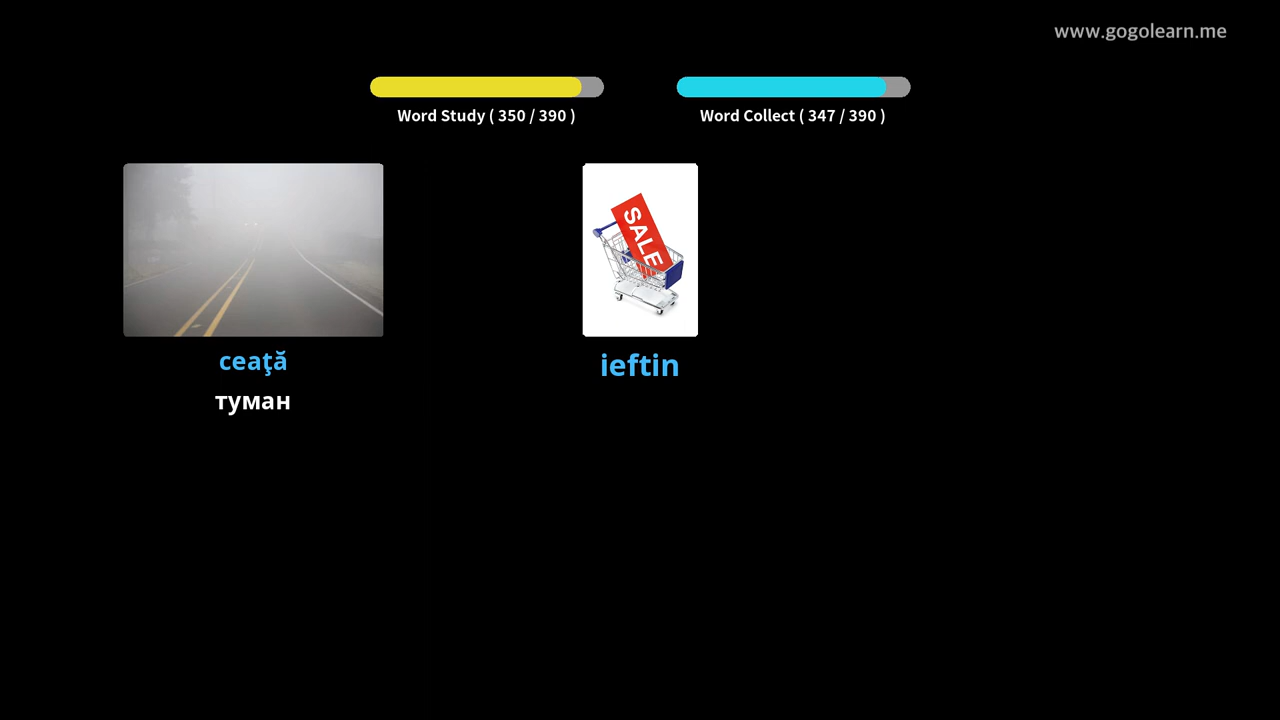 www.gogolearn.me
Word Study ( 350 / 390 )
Word Collect ( 347 / 390 )
SALE
ceaţă
туман
ieftin